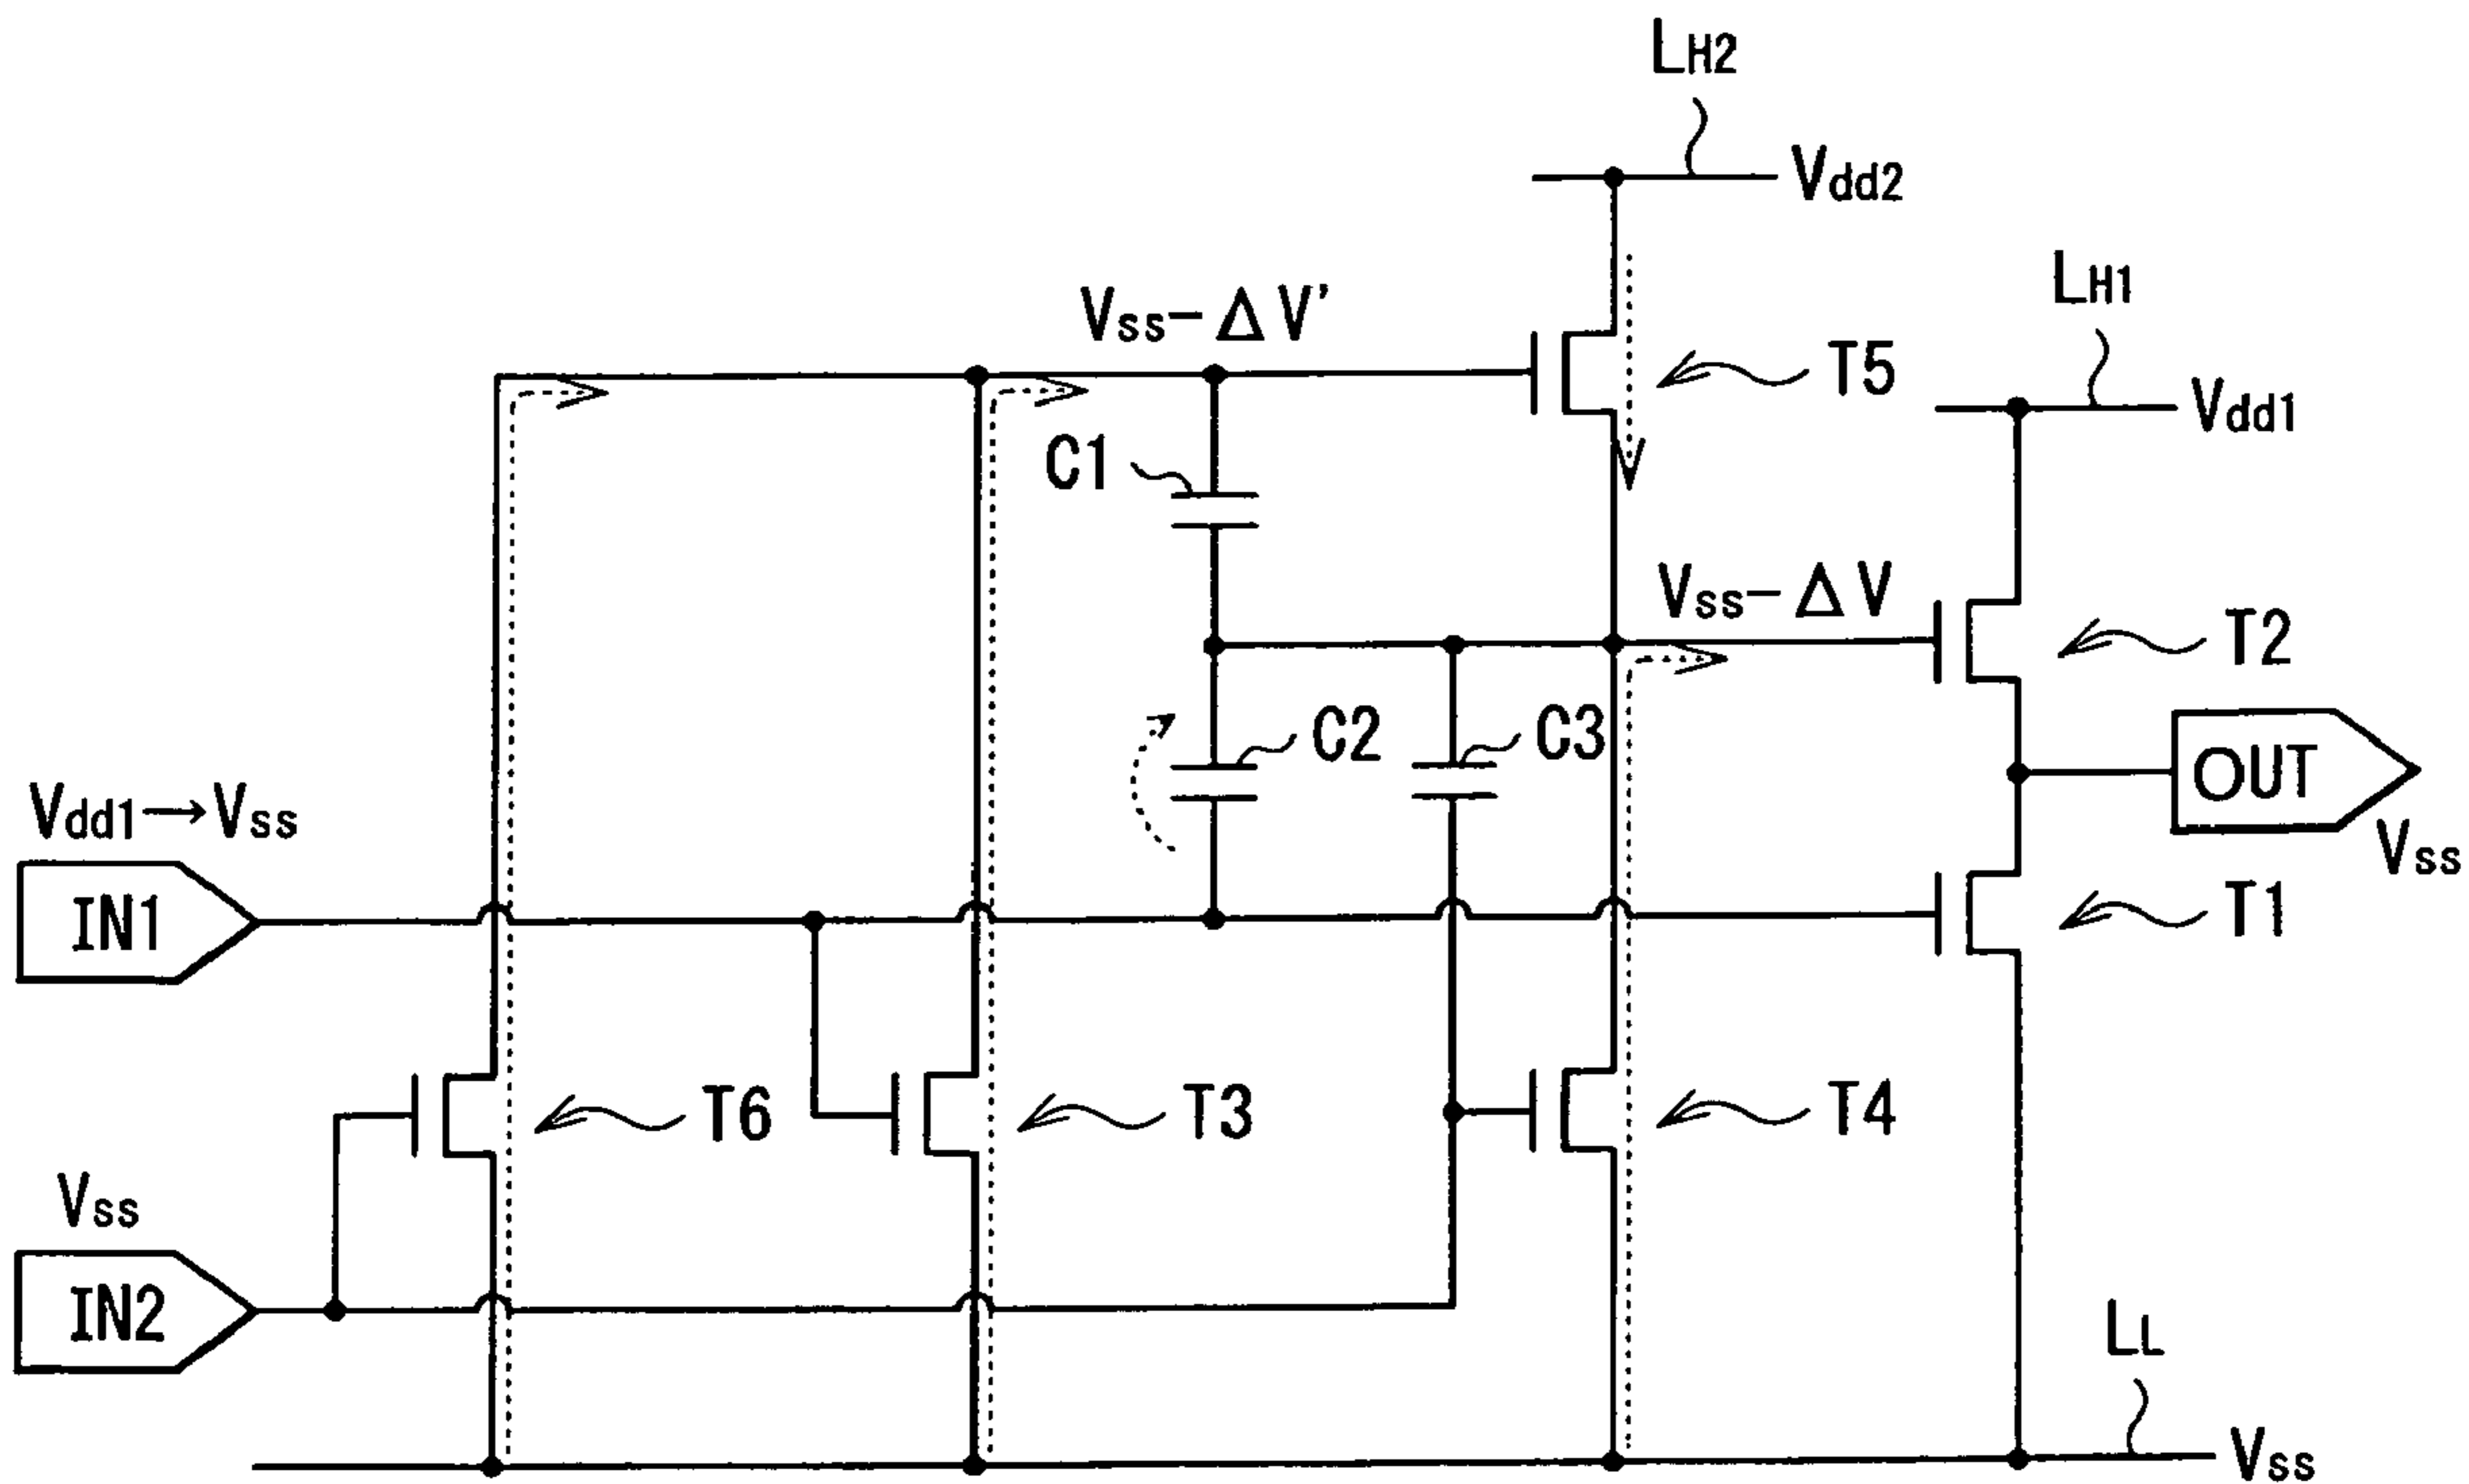 LH2
Vdd2
LH1
Vss-ΔV'
T5
Vdd1
C1
Vss-ΔV
T2
C2
C3
OUT
Vdd1→Vss
Vss
IN1
T1
T6
T3
T4
Vss
IN2
LL
Vss